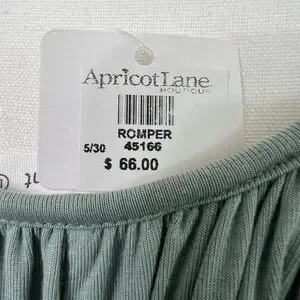 ApricotLane
BOUTIQUE
ROMPER
5/30 45166
$ 66.00